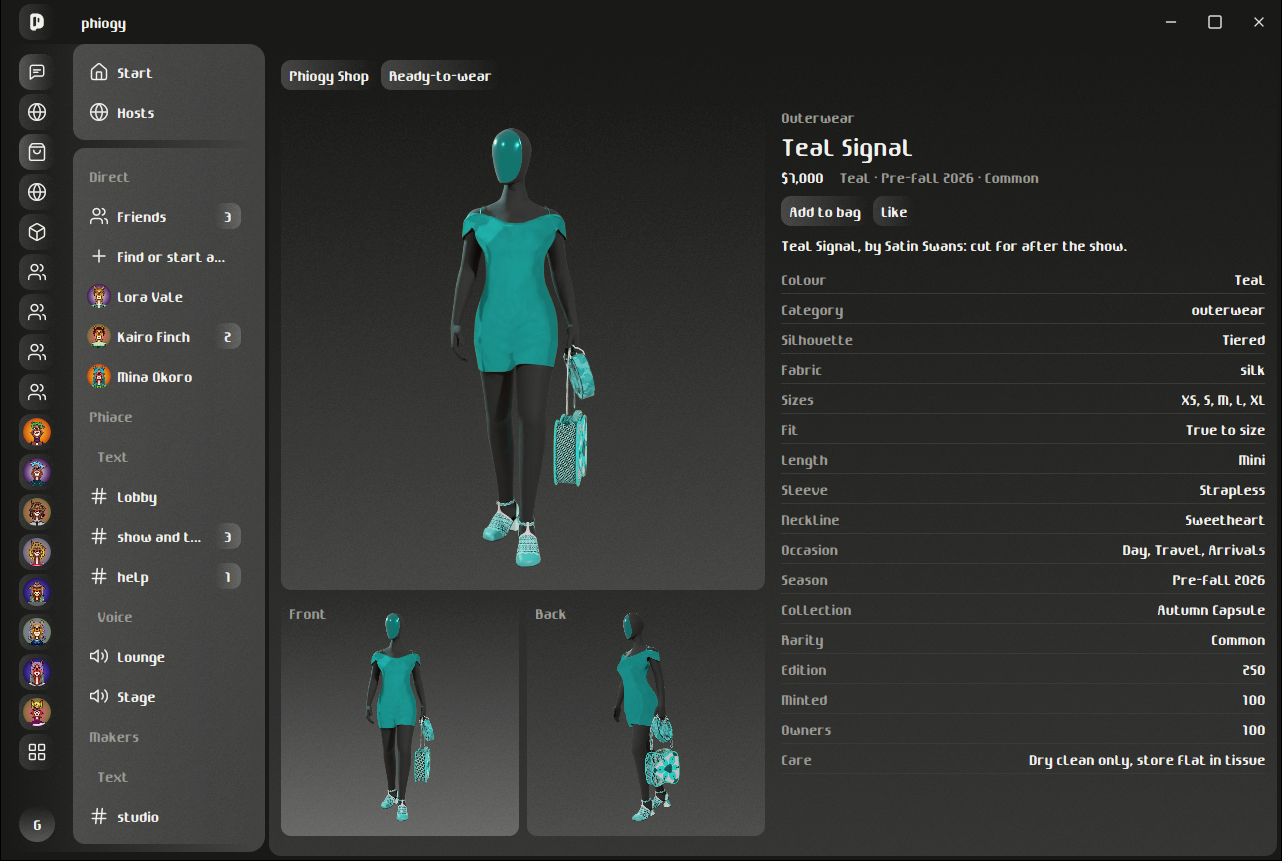 phiogy
Start
Hosts
Direct
Friends 3
Find or start a...
Lora Vale
Kairo Finch 2
Mina Okoro
Phiace
Text
Lobby
show and t... 3
help 1
Voice
Lounge
Stage
Makers
Text
studio
G
Phiogy Shop
Ready-to-wear
Front
Back
Outerwear
Teal Signal
$1,000 Teal · Pre-Fall 2026 · Common
Add to bag Like
Teal Signal, by Satin Swans: cut for after the show.
Colour Teal
Category outerwear
Silhouette Tiered
Fabric silk
Sizes XS, S, M, L, XL
Fit True to size
Length Mini
Sleeve Strapless
Neckline Sweetheart
Occasion Day, Travel, Arrivals
Season Pre-Fall 2026
Collection Autumn Capsule
Rarity Common
Edition 250
Minted 100
Owners 100
Care Dry clean only, store flat in tissue